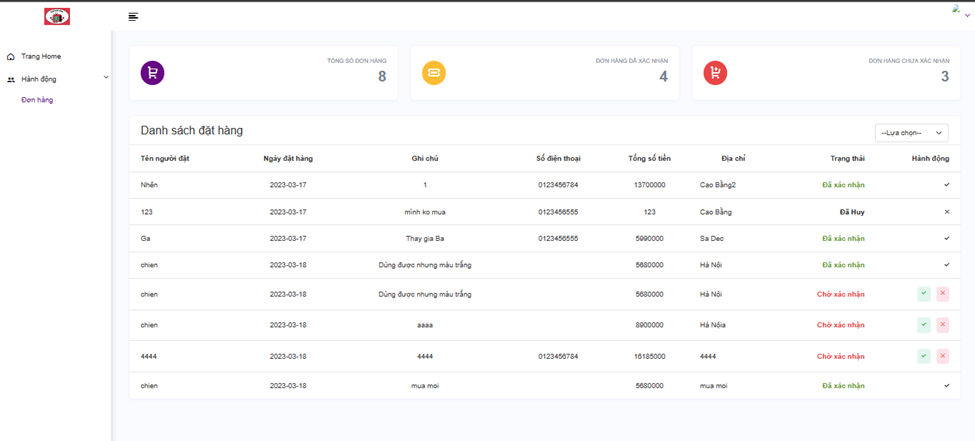 Trang Home
Hành động
Đơn hàng
TỔNG SỐ ĐƠN HÀNG
8
ĐƠN HÀNG ĐÃ XÁC NHẬN
4
ĐƠN HÀNG CHƯA XÁC NHẬN
3
Danh sách đặt hàng
--Lựa chọn--
Tên người đặt Ngày đặt hàng Ghi chú Số điện thoại Tổng số tiền Địa chỉ Trạng thái Hành động
Nhên 2023-03-17 1 0123456784 13700000 Cao Bằng2 Đã xác nhận
123 2023-03-17 mình ko mua 0123456555 123 Cao Bằng Đã Huy
Ga 2023-03-17 Thay gia Ba 0123456555 5990000 Sa Dec Đã xác nhận
chien 2023-03-18 Dùng được nhưng màu trắng 5680000 Hà Nội Đã xác nhận
chien 2023-03-18 Dùng được nhưng màu trắng 5680000 Hà Nội Chờ xác nhận
chien 2023-03-18 aaaa 8900000 Hà Nôia Chờ xác nhận
4444 2023-03-18 4444 0123456784 16185000 4444 Chờ xác nhận
chien 2023-03-18 mua moi 5680000 mua moi Đã xác nhận